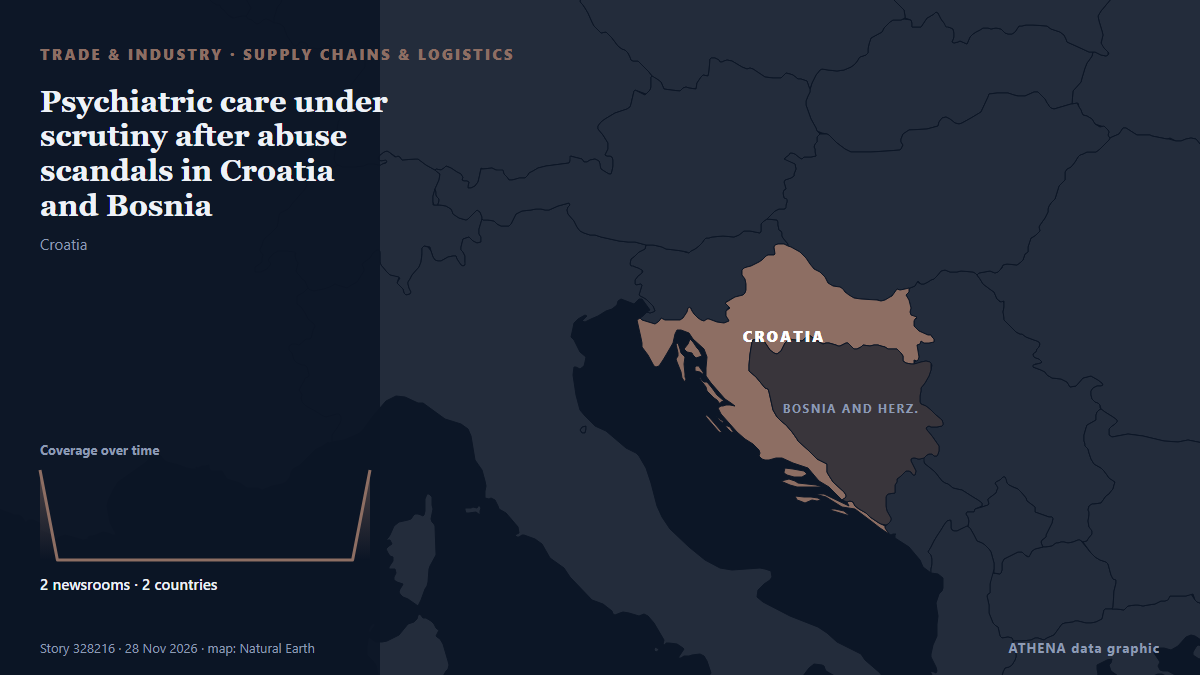 TRADE & INDUSTRY · SUPPLY CHAINS & LOGISTICS
Psychiatric care under
scrutiny after abuse
scandals in Croatia
and Bosnia
Croatia
CROATIA
BOSNIA AND HERZ.
Coverage over time
2 newsrooms · 2 countries
Story 328216 · 28 Nov 2026 · map: Natural Earth
ATHENA data graphic